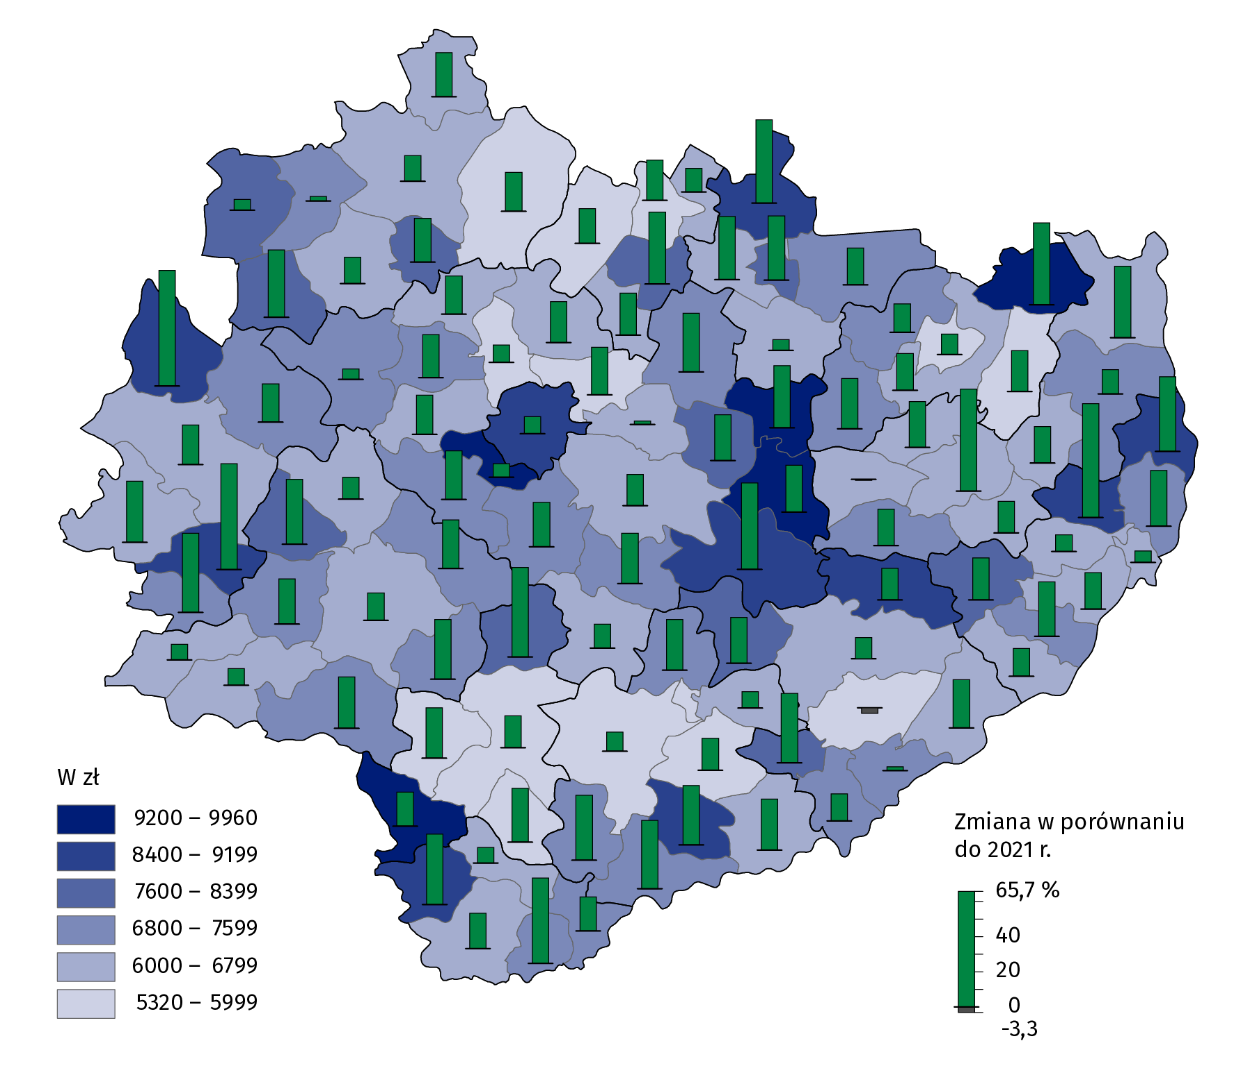 W zł
9200 – 9960
8400 – 9199
7600 – 8399
6800 – 7599
6000 – 6799
5320 – 5999
Zmiana w porównaniu
do 2021 r.
65,7 %
40
20
0
-3,3